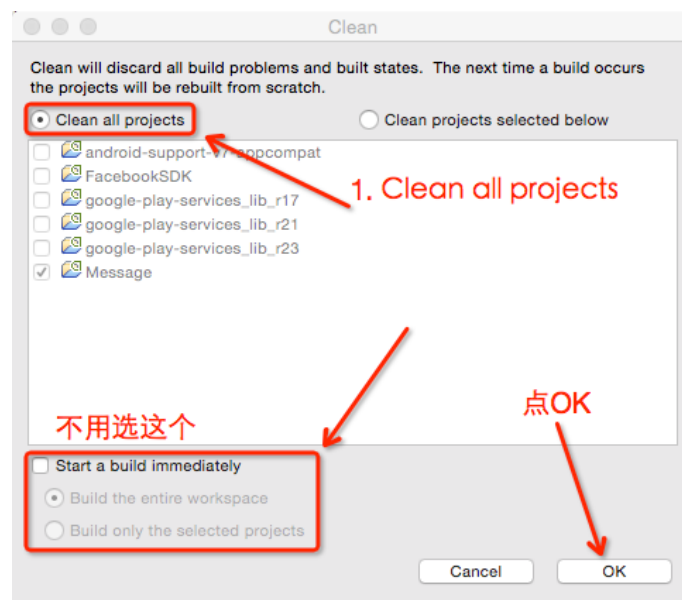 Clean
Clean will discard all build problems and built states. The next time a build occurs
the projects will be rebuilt from scratch.
Clean all projects
Clean projects selected below
android-support-v7-appcompat
FacebookSDK
1. Clean all projects
google-play-services_lib_r17
google-play-services_lib_r21
google-play-services_lib_r23
Message
点OK
不用选这个
Start a build immediately
Build the entire workspace
Build only the selected projects
Cancel
OK